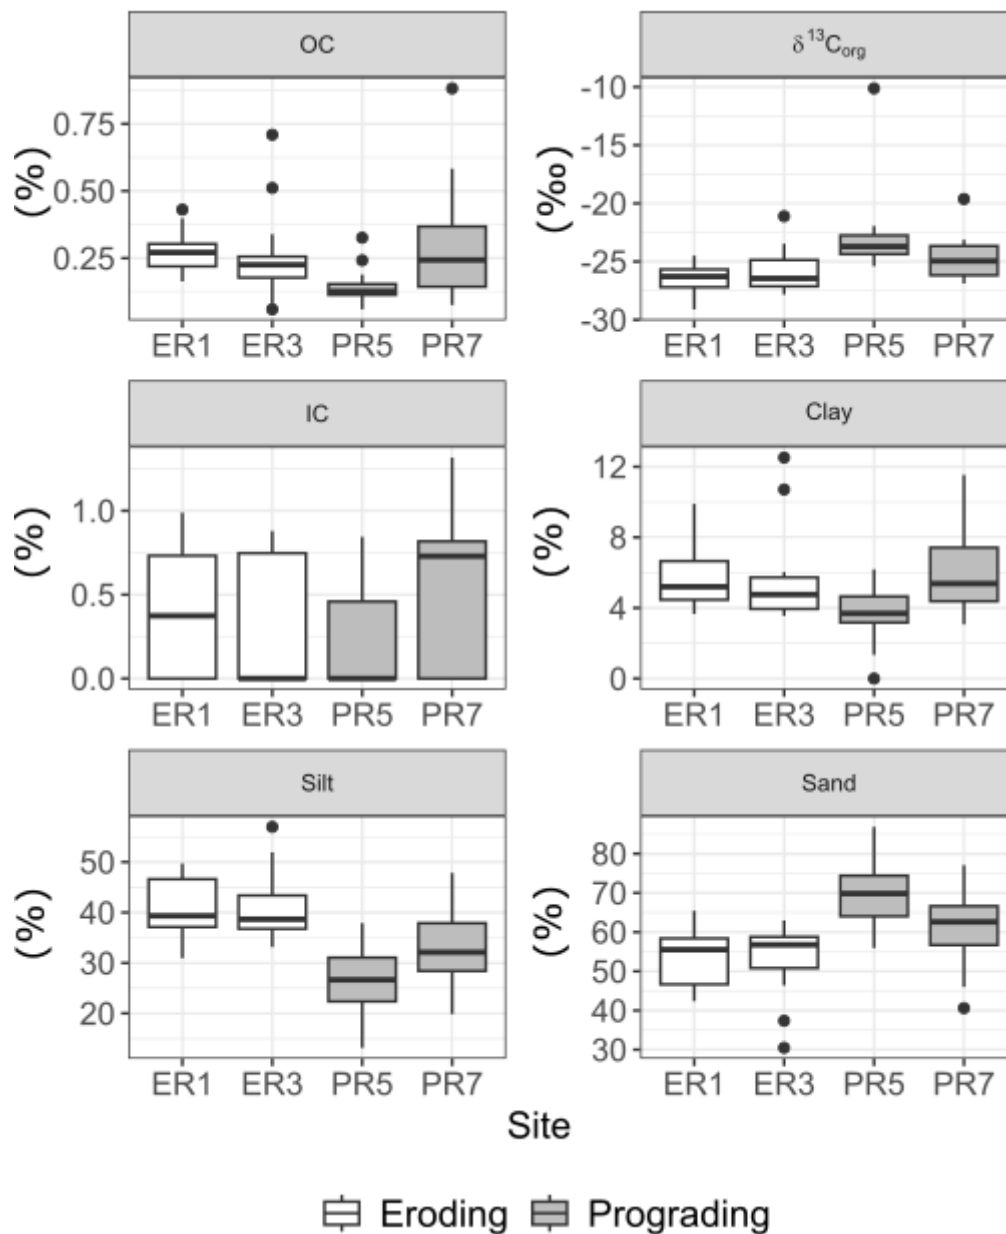 OC
δ ¹³C_org
(%)
0.75
0.50
0.25
ER1 ER3 PR5 PR7
(‰)
-10
-15
-20
-25
-30
ER1 ER3 PR5 PR7
IC
Clay
(%)
1.0
0.5
0.0
ER1 ER3 PR5 PR7
(%)
12
8
4
0
ER1 ER3 PR5 PR7
Silt
Sand
(%)
50
40
30
20
ER1 ER3 PR5 PR7
(%)
80
70
60
50
40
30
ER1 ER3 PR5 PR7
Site
Eroding Prograding